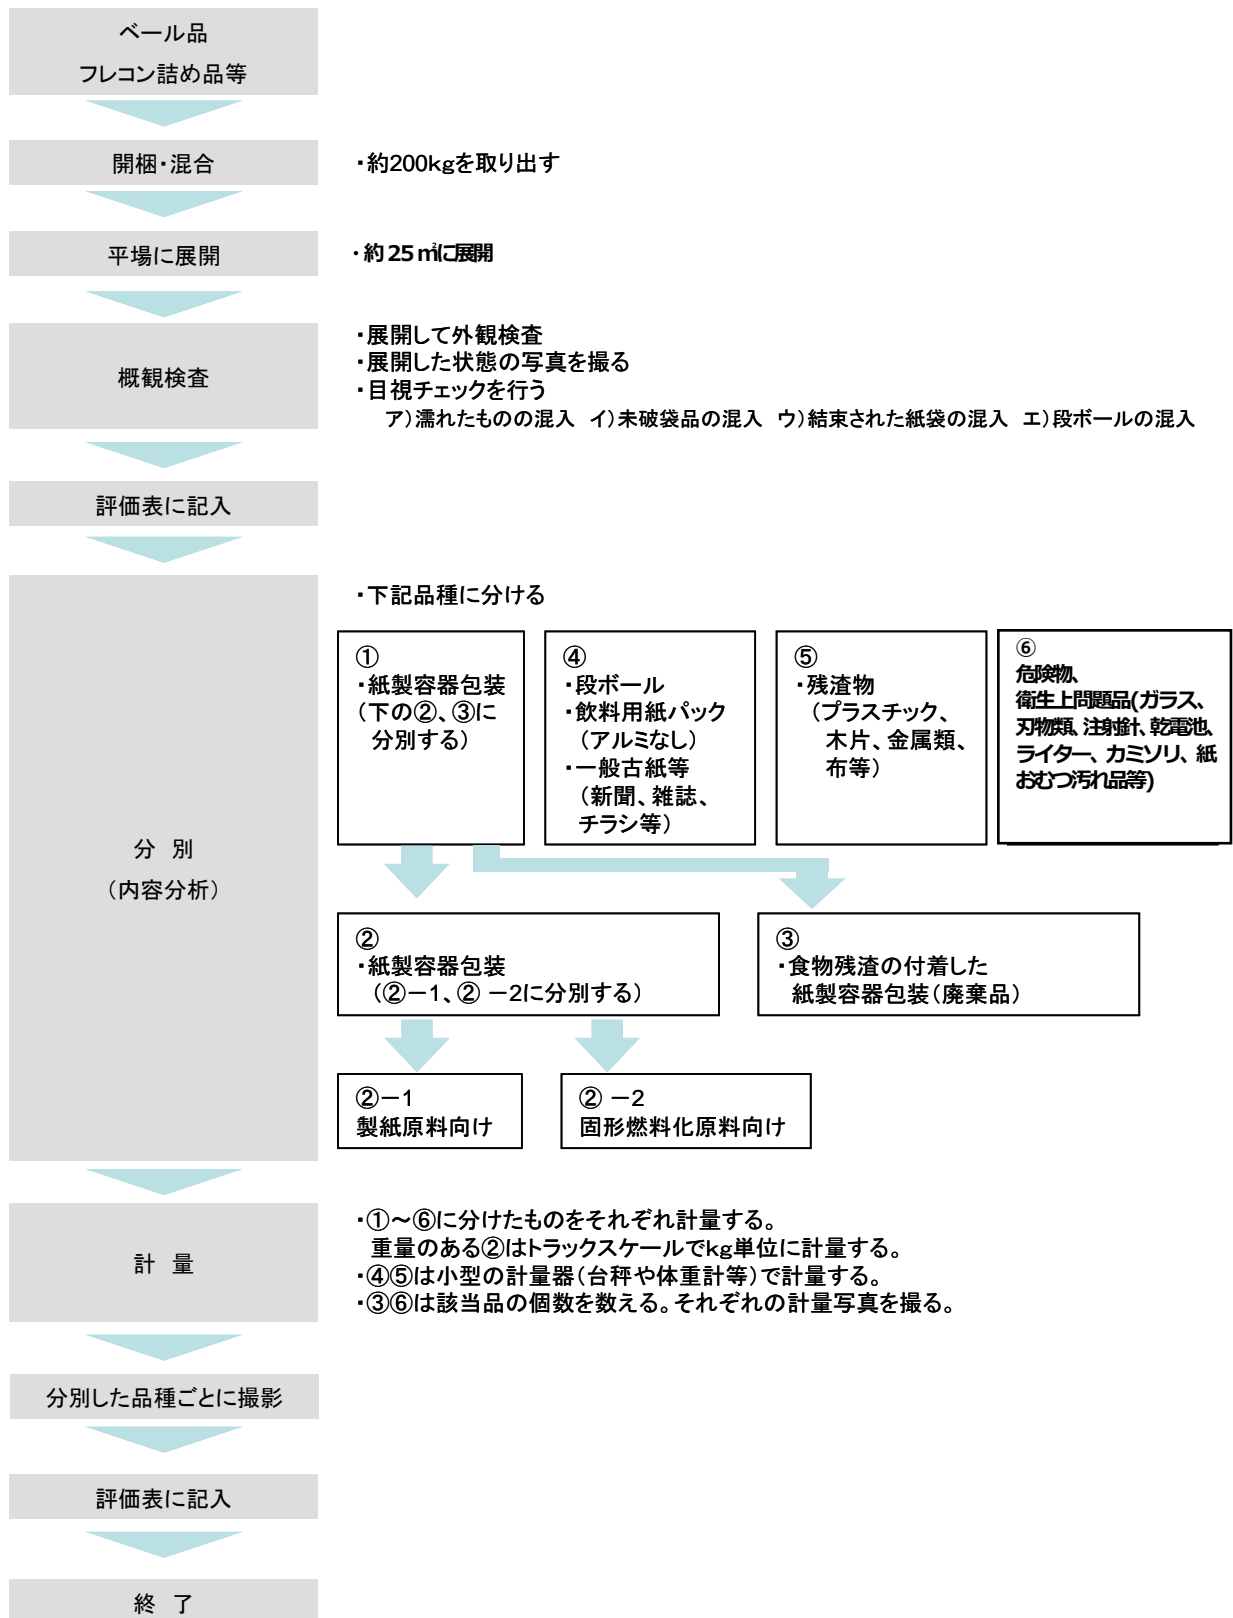 ベール品
フレコン詰め品等
開梱・混合
・約200kgを取り出す
平場に展開
・約25㎡に展開
概観検査
・展開して外観検査
・展開した状態の写真を撮る
・目視チェックを行う
ア）濡れたものの混入 イ）未破袋品の混入 ウ）結束された紙袋の混入 エ）段ボールの混入
評価表に記入
分 別
（内容分析）
・下記品種に分ける
①
・紙製容器包装
（下の②、③に
分別する）
④
・段ボール
・飲料用紙パック
（アルミなし）
・一般古紙等
（新聞、雑誌、
チラシ等）
⑤
・残渣物
（プラスチック、
木片、金属類、
布等）
⑥
危険物、
衛生上問題品(ガラス、
刃物類、注射針、乾電池、
ライター、カミソリ、紙
おむつ汚れ品等)
②
・紙製容器包装
（②－1、② －2に分別する）
③
・食物残渣の付着した
紙製容器包装（廃棄品）
②－1
製紙原料向け
② －2
固形燃料化原料向け
計 量
・①～⑥に分けたものをそれぞれ計量する。
重量のある②はトラックスケールでkg単位に計量する。
・④⑤は小型の計量器（台秤や体重計等）で計量する。
・③⑥は該当品の個数を数える。それぞれの計量写真を撮る。
分別した品種ごとに撮影
評価表に記入
終 了